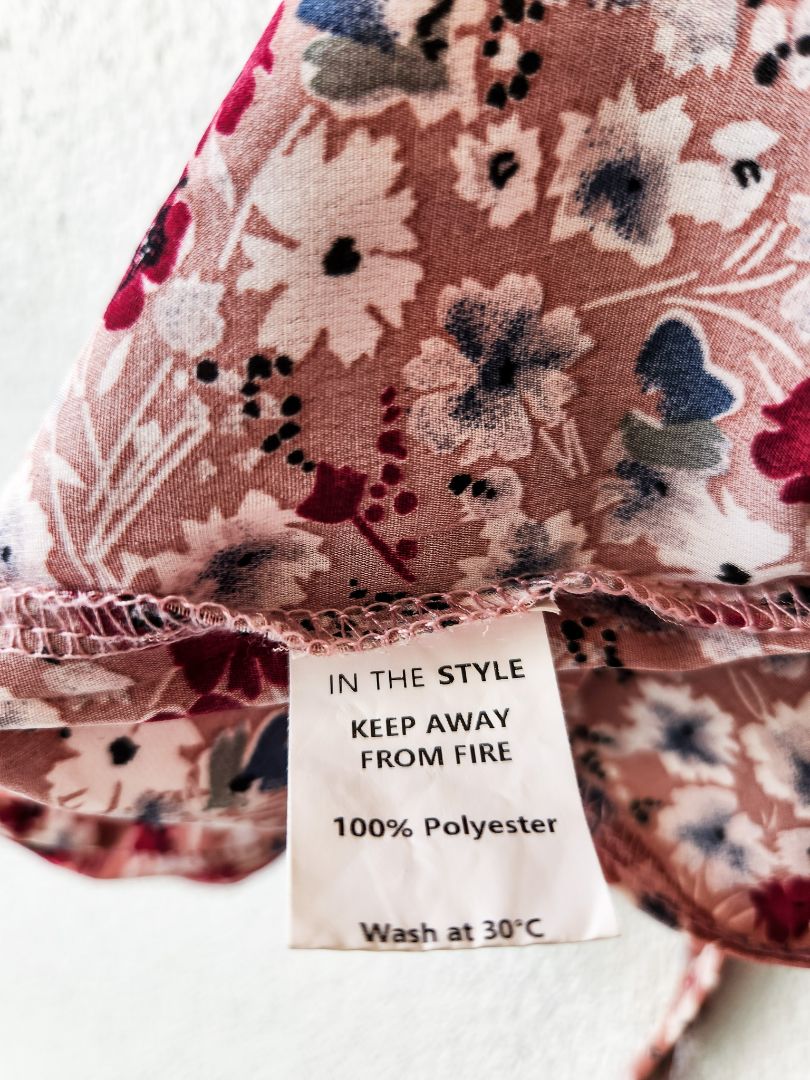 IN THE STYLE
KEEP AWAY
FROM FIRE
100% Polyester
Wash at 30°C